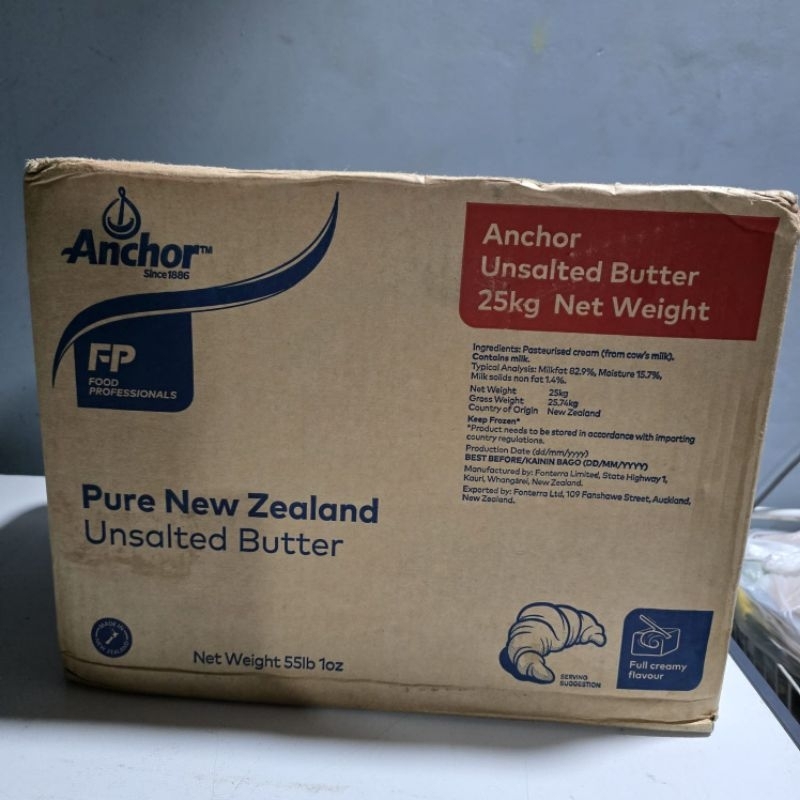 Anchor™
Since 1886
FP
FOOD
PROFESSIONALS
Anchor
Unsalted Butter
25kg Net Weight
Ingredients: Pasteurised cream (from cow's milk).
Contains milk.
Typical Analysis: Milkfat 82.9%, Moisture 15.7%,
Milk solids non fat 1.4%.
Net Weight 25kg
Gross Weight 25.74kg
Country of Origin New Zealand
Keep Frozen*
*Product needs to be stored in accordance with importing
country regulations.
Production Date (dd/mm/yyyy)
BEST BEFORE/KAININ BAGO (DD/MM/YYYY)
Manufactured by: Fonterra Limited, State Highway 1,
Kauri, Whangārei, New Zealand.
Exported by: Fonterra Ltd, 109 Fanshawe Street, Auckland,
New Zealand.
Pure New Zealand
Unsalted Butter
MADE IN
NEW ZEALAND
Net Weight 55lb 1oz
SERVING
SUGGESTION
Full creamy
flavour